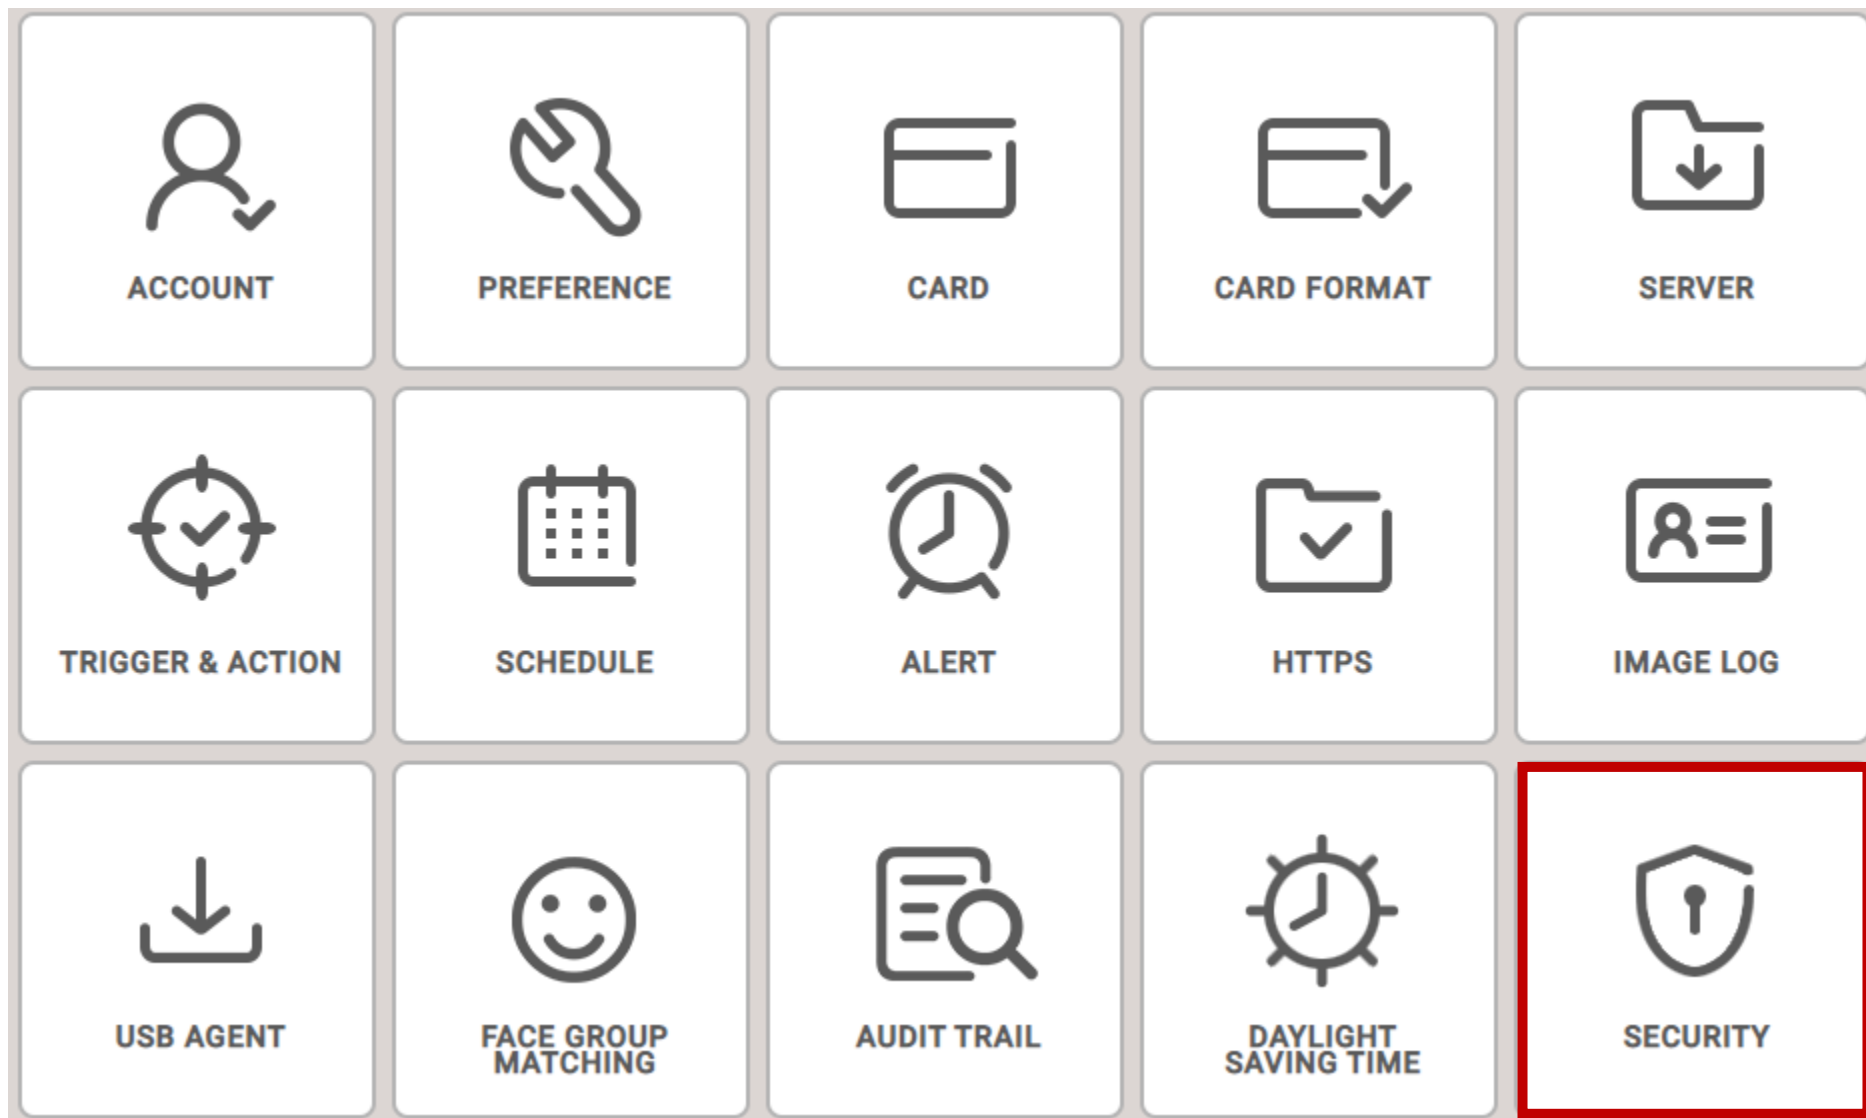 ACCOUNT
PREFERENCE
CARD
CARD FORMAT
SERVER
TRIGGER & ACTION
SCHEDULE
ALERT
HTTPS
IMAGE LOG
USB AGENT
FACE GROUP
MATCHING
AUDIT TRAIL
DAYLIGHT
SAVING TIME
SECURITY